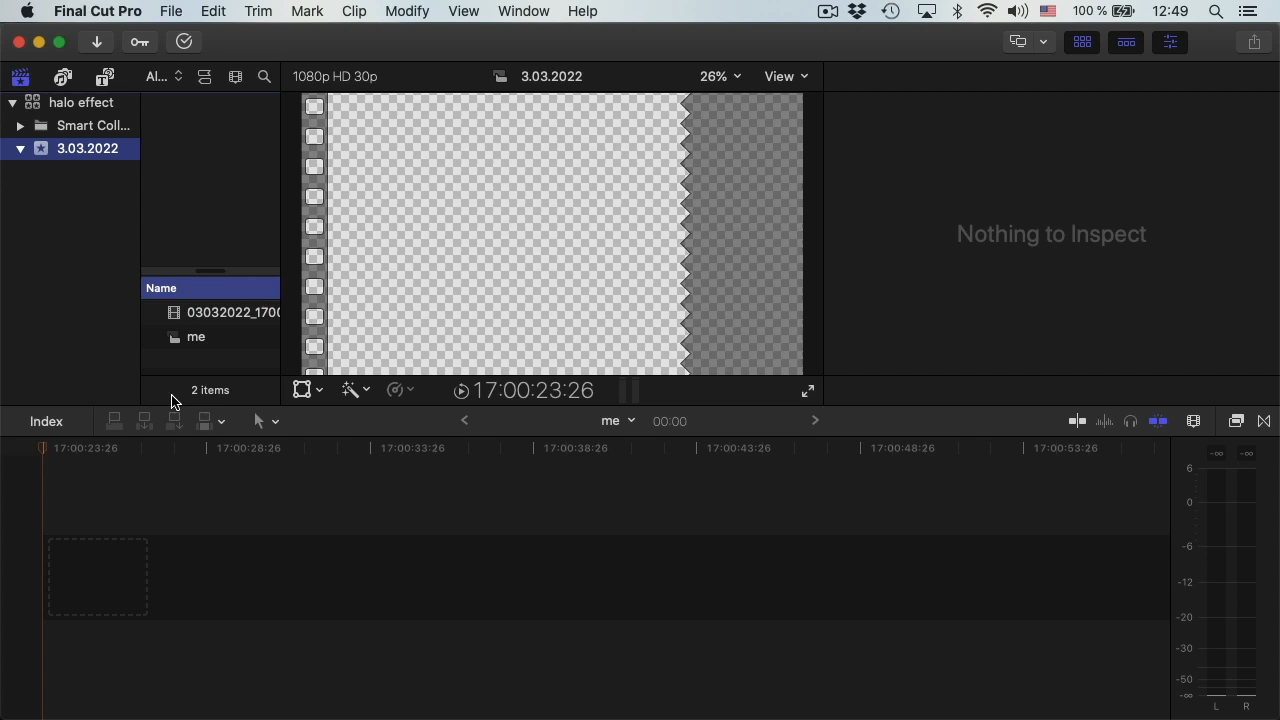 Final Cut Pro File Edit Trim Mark Clip Modify View Window Help 100 % 12:49
Al... 1080p HD 30p 3.03.2022 26% View
halo effect
Smart Coll...
3.03.2022
Nothing to Inspect
Name
03032022_1700
me
2 items
17:00:23:26
Index me 00:00
17:00:23:26 17:00:28:26 17:00:33:26 17:00:38:26 17:00:43:26 17:00:48:26 17:00:53:26
-∞ -∞
6
0
-6
-12
-20
-30
-50
-∞
L R